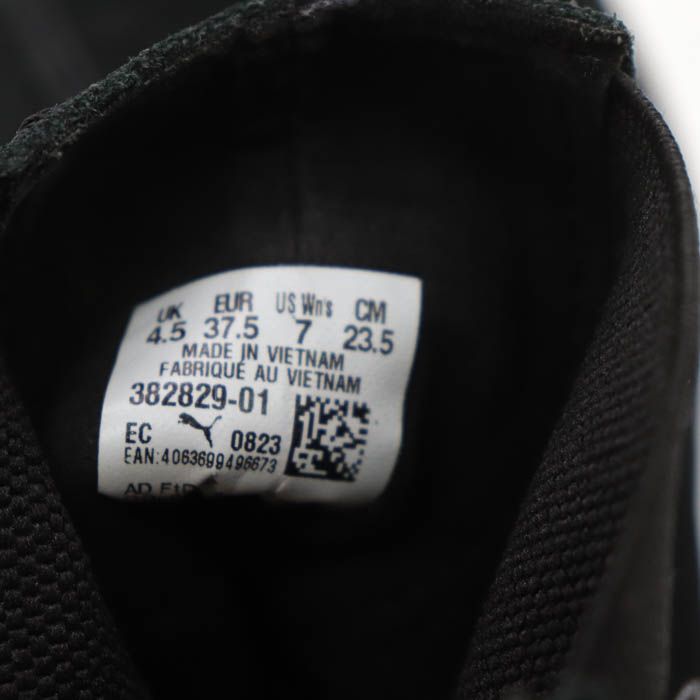 UK EUR US Wn's CM
4.5 37.5 7 23.5
MADE IN VIETNAM
FABRIQUÉ AU VIETNAM
382829-01
EC 0823
EAN:4063699496673